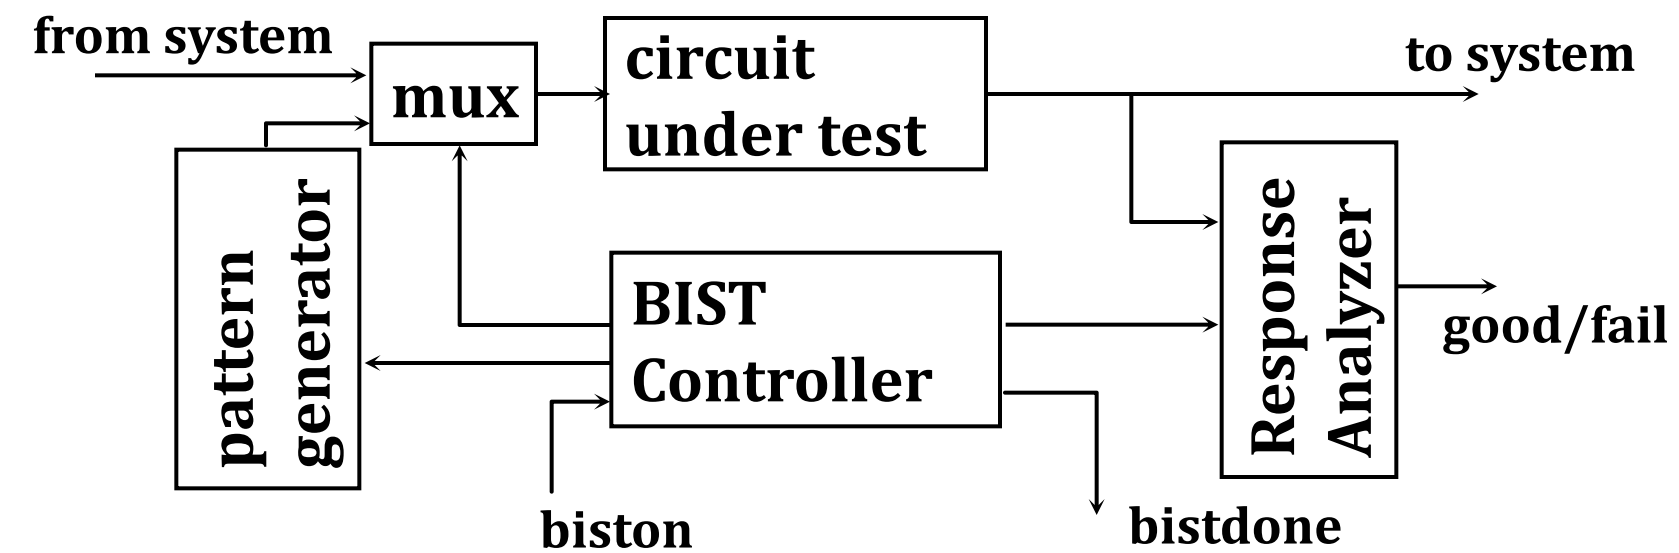 from system
mux
circuit
under test
to system
pattern
generator
BIST
Controller
Response
Analyzer
good/fail
biston
bistdone